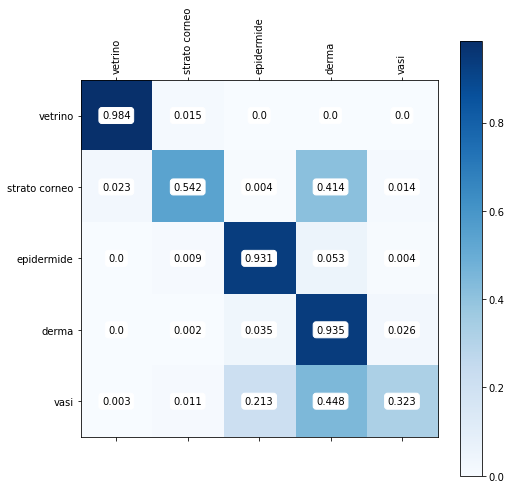 vetrino strato corneo epidermide derma vasi
vetrino 0.984 0.015 0.0 0.0 0.0
strato corneo 0.023 0.542 0.004 0.414 0.014
epidermide 0.0 0.009 0.931 0.053 0.004
derma 0.0 0.002 0.035 0.935 0.026
vasi 0.003 0.011 0.213 0.448 0.323
0.8
0.6
0.4
0.2
0.0